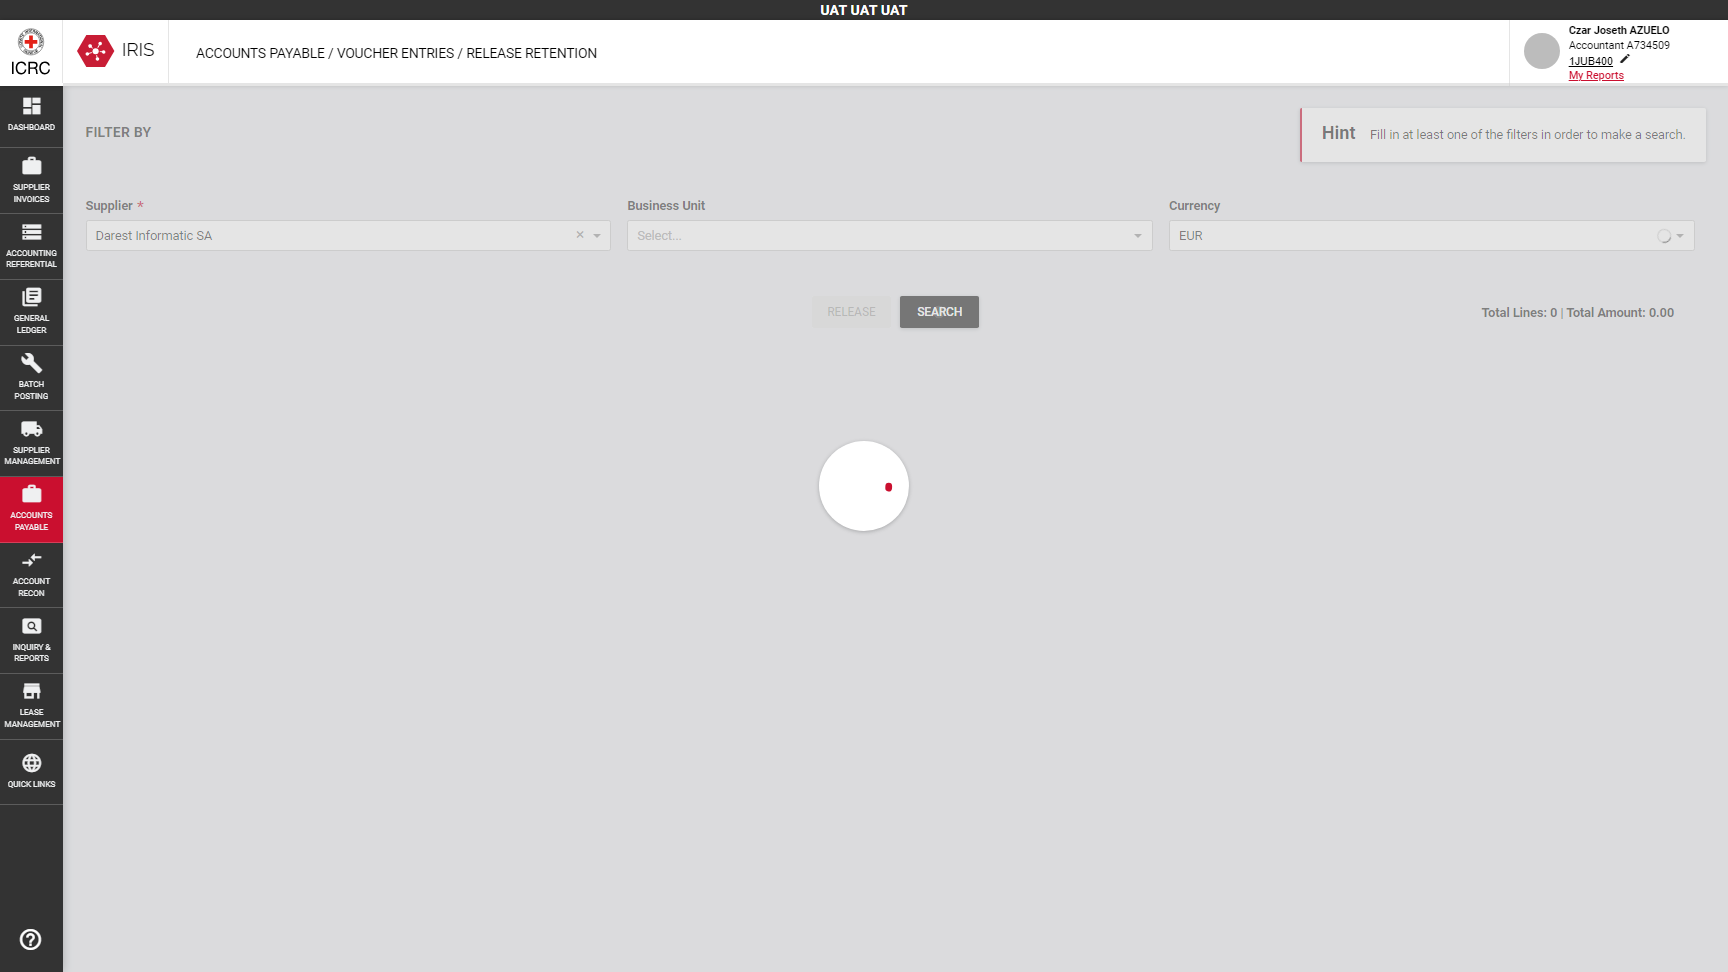 UAT UAT UAT
ICRC
IRIS
ACCOUNTS PAYABLE / VOUCHER ENTRIES / RELEASE RETENTION
Czar Joseth AZUELO
Accountant A734509
1JUB400
My Reports
DASHBOARD
SUPPLIER
INVOICES
ACCOUNTING
REFERENTIAL
GENERAL
LEDGER
BATCH
POSTING
SUPPLIER
MANAGEMENT
ACCOUNTS
PAYABLE
ACCOUNT
RECON
INQUIRY &
REPORTS
LEASE
MANAGEMENT
QUICK LINKS
FILTER BY
Hint Fill in at least one of the filters in order to make a search.
Supplier *
Darest Informatic SA
Business Unit
Select...
Currency
EUR
RELEASE
SEARCH
Total Lines: 0 | Total Amount: 0.00